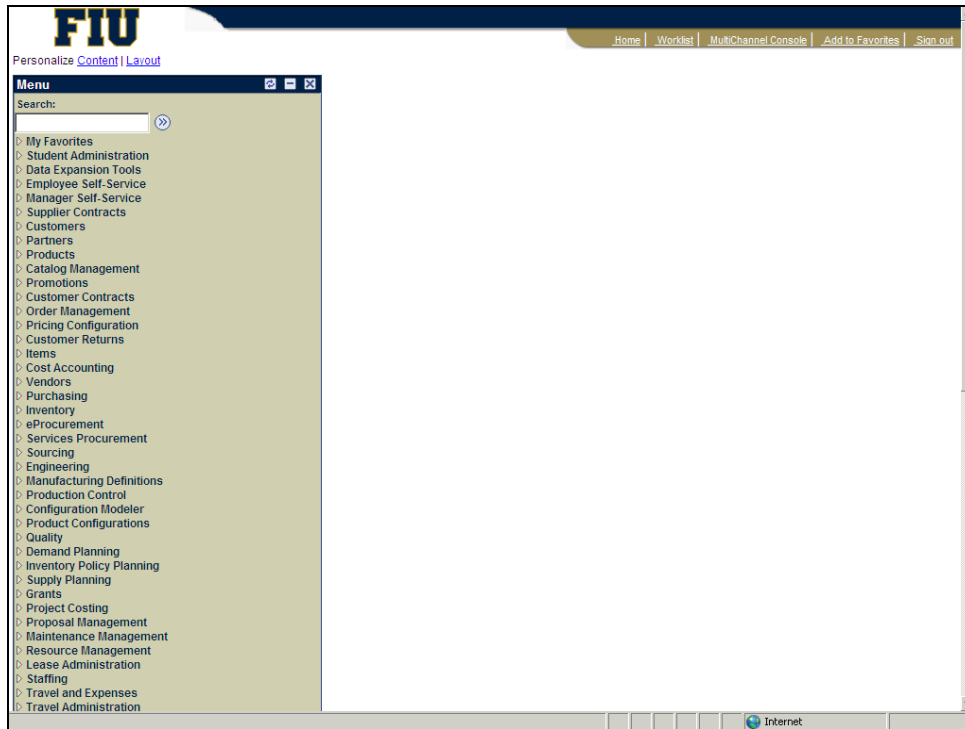 FIU
Home | Worklist | MultiChannel Console | Add to Favorites | Sign out
Personalize Content | Layout
Menu
Search:
My Favorites
Student Administration
Data Expansion Tools
Employee Self-Service
Manager Self-Service
Supplier Contracts
Customers
Partners
Products
Catalog Management
Promotions
Customer Contracts
Order Management
Pricing Configuration
Customer Returns
Items
Cost Accounting
Vendors
Purchasing
Inventory
eProcurement
Services Procurement
Sourcing
Engineering
Manufacturing Definitions
Production Control
Configuration Modeler
Product Configurations
Quality
Demand Planning
Inventory Policy Planning
Supply Planning
Grants
Project Costing
Proposal Management
Maintenance Management
Resource Management
Lease Administration
Staffing
Travel and Expenses
Travel Administration
Internet